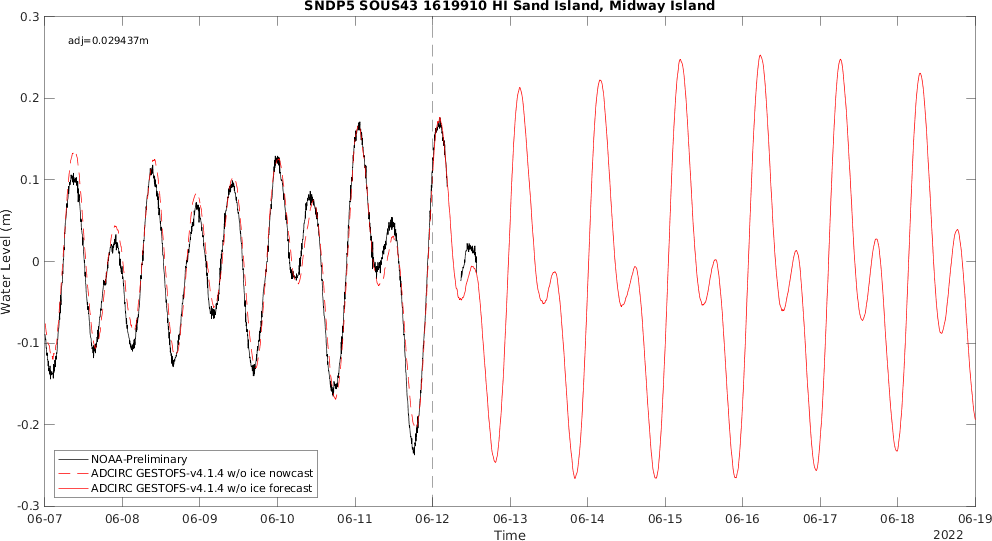 SNDP5 SOUS43 1619910 HI Sand Island, Midway Island
adj=0.029437m
0.3
0.2
0.1
0
-0.1
-0.2
-0.3
Water Level (m)
NOAA-Preliminary
ADCIRC GESTOFS-v4.1.4 w/o ice nowcast
ADCIRC GESTOFS-v4.1.4 w/o ice forecast
06-07 06-08 06-09 06-10 06-11 06-12 06-13 06-14 06-15 06-16 06-17 06-18 06-19
Time
2022